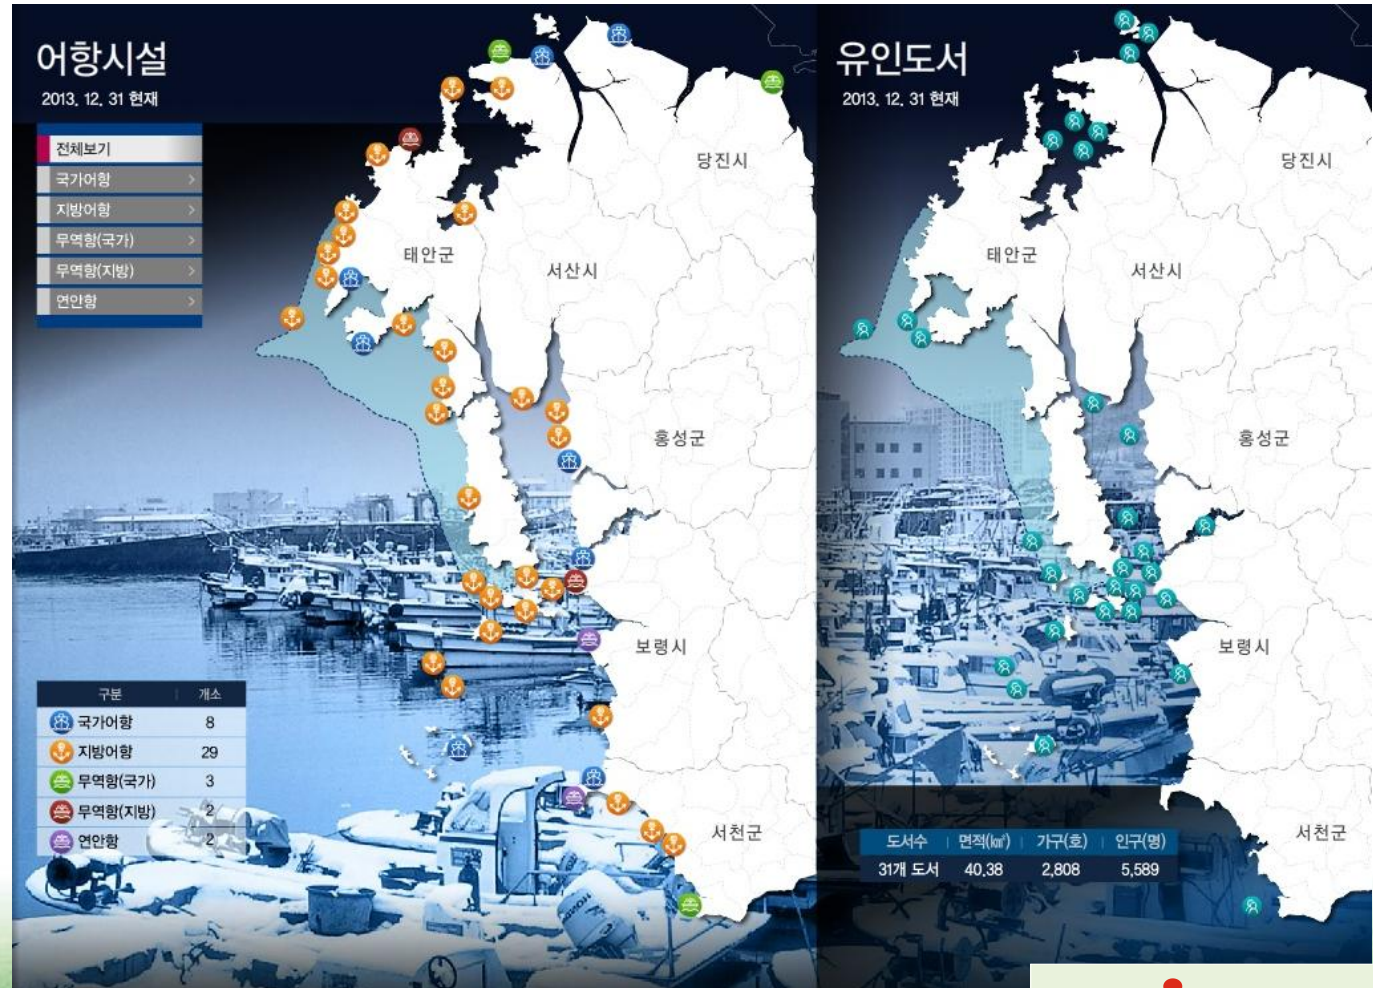 어항시설
2013. 12. 31 현재
전체보기
국가어항
지방어항
무역항(국가)
무역항(지방)
연안항
당진시
태안군
서산시
홍성군
보령시
서천군
구분 개소
국가어항 8
지방어항 29
무역항(국가) 3
무역항(지방) 2
연안항 2
유인도서
2013. 12. 31 현재
당진시
태안군
서산시
홍성군
보령시
서천군
도서수 면적(㎢) 가구(호) 인구(명)
31개 도서 40.38 2,808 5,589